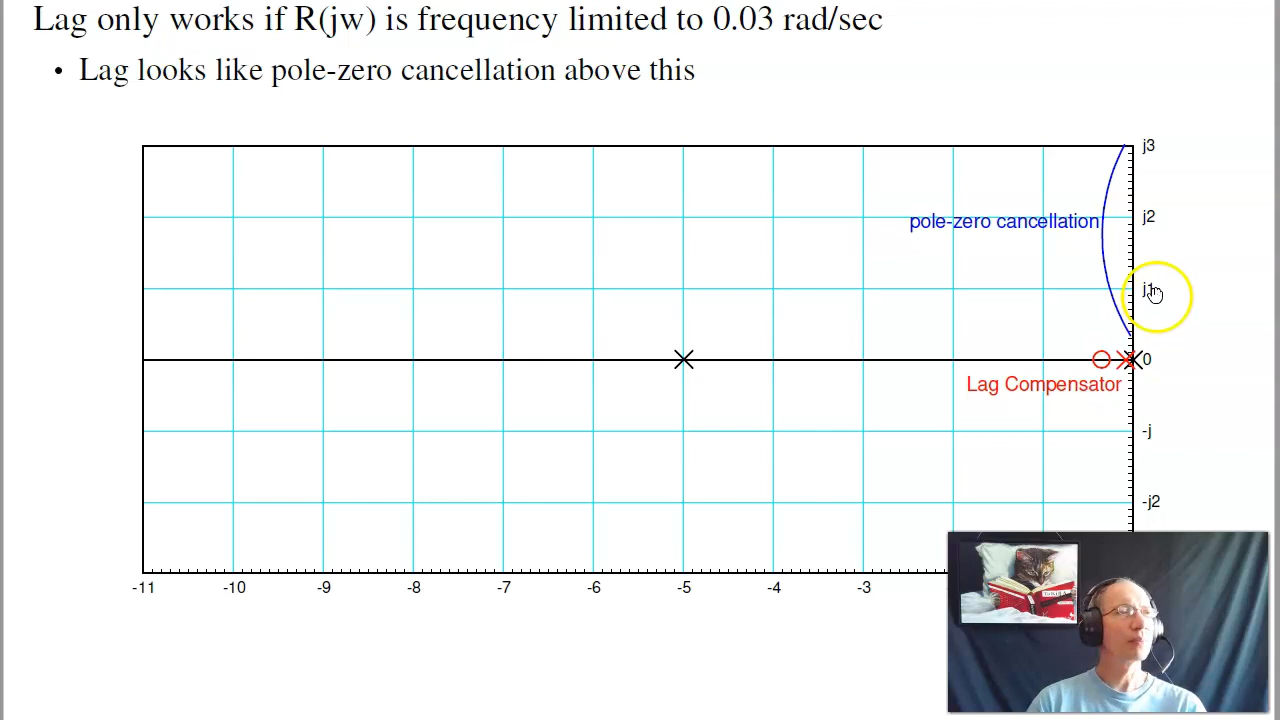 Lag only works if R(jw) is frequency limited to 0.03 rad/sec
• Lag looks like pole-zero cancellation above this
j3
pole-zero cancellation
j2
0
Lag Compensator
-j
-j2
-11 -10 -9 -8 -7 -6 -5 -4 -3